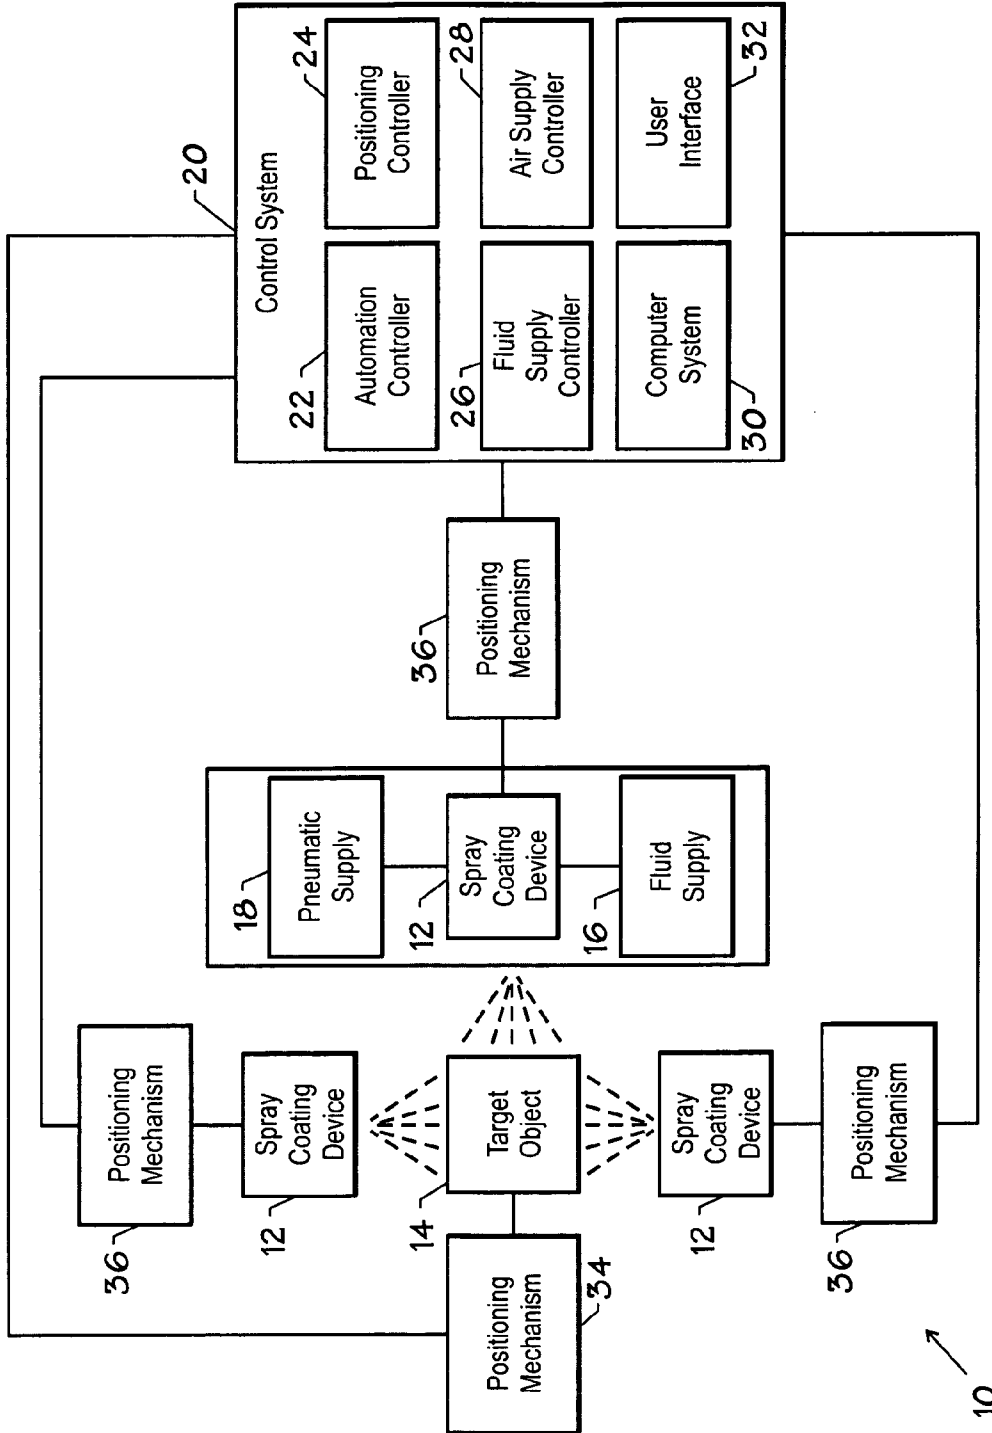 20
Control System
22
Automation
Controller
24
Positioning
Controller
26
Fluid
Supply
Controller
28
Air Supply
Controller
30
Computer
System
32
User
Interface
36
Positioning
Mechanism
18
Pneumatic
Supply
12
Spray
Coating
Device
16
Fluid
Supply
36
Positioning
Mechanism
12
Spray
Coating
Device
14
Target
Object
12
Spray
Coating
Device
36
Positioning
Mechanism
34
Positioning
Mechanism
10